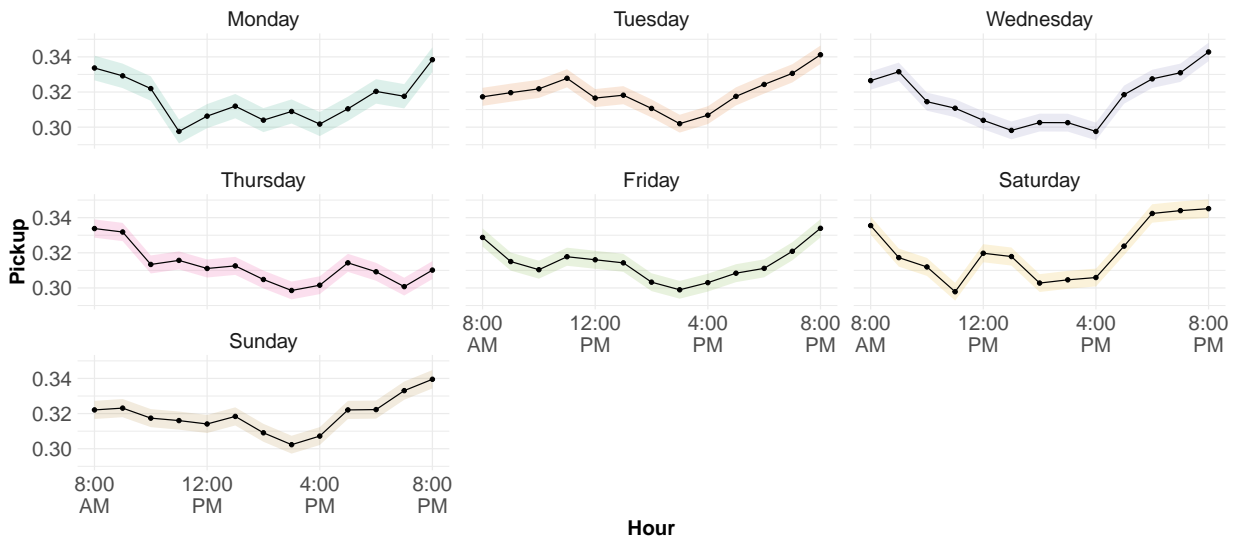 Monday
Tuesday
Wednesday
0.34
0.32
0.30
Thursday
Friday
Saturday
0.34
0.32
0.30
Pickup
8:00
AM
12:00
PM
4:00
PM
8:00
PM
8:00
AM
12:00
PM
4:00
PM
8:00
PM
Sunday
0.34
0.32
0.30
8:00
AM
12:00
PM
4:00
PM
8:00
PM
Hour